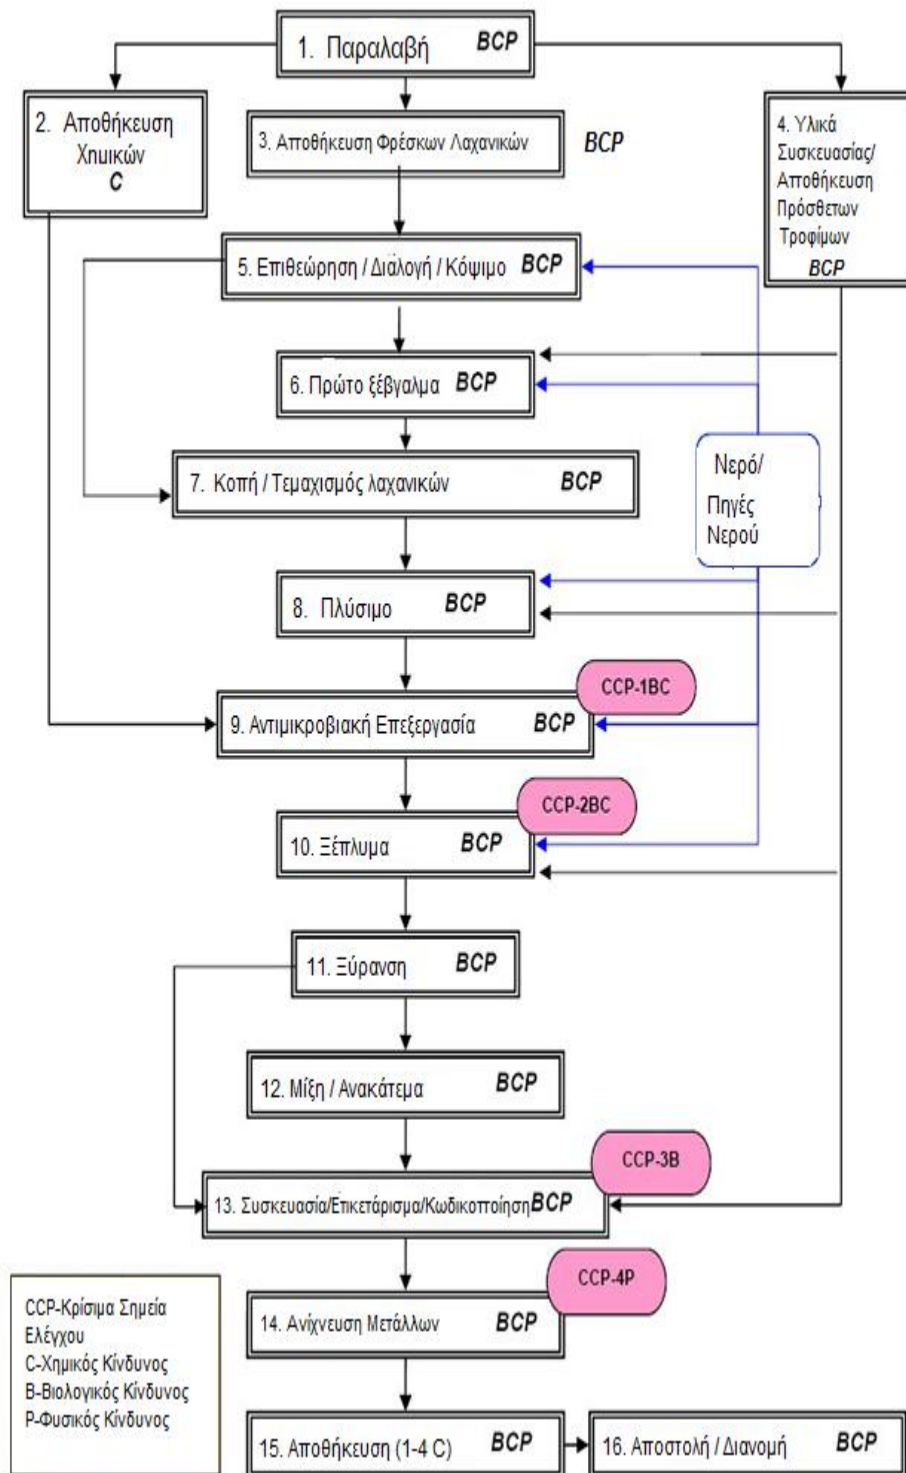 1. Παραλαβή BCP
2. Αποθήκευση
Χημικών
C
3. Αποθήκευση Φρέσκων Λαχανικών BCP
4. Υλικά
Συσκευασίας/
Αποθήκευση
Πρόσθετων
Τροφίμων
BCP
5. Επιθεώρηση / Διαλογή / Κόψιμο BCP
6. Πρώτο ξέβγαλμα BCP
7. Κοπή / Τεμαχισμός λαχανικών BCP
Νερό/
Πηγές
Νερού
8. Πλύσιμο BCP
CCP-1BC
9. Αντιμικροβιακή Επεξεργασία BCP
CCP-2BC
10. Ξέπλυμα BCP
11. Ξύρανση BCP
12. Μίξη / Ανακάτεμα BCP
CCP-3B
13. Συσκευασία/Ετικετάρισμα/Κωδικοπποίηση BCP
CCP-4P
14. Ανίχνευση Μετάλλων BCP
15. Αποθήκευση (1-4 C) BCP
16. Αποστολή / Διανομή BCP
CCP-Κρίσιμα Σημεία
Ελέγχου
C-Χημικός Κίνδυνος
B-Βιολογικός Κίνδυνος
P-Φυσικός Κίνδυνος